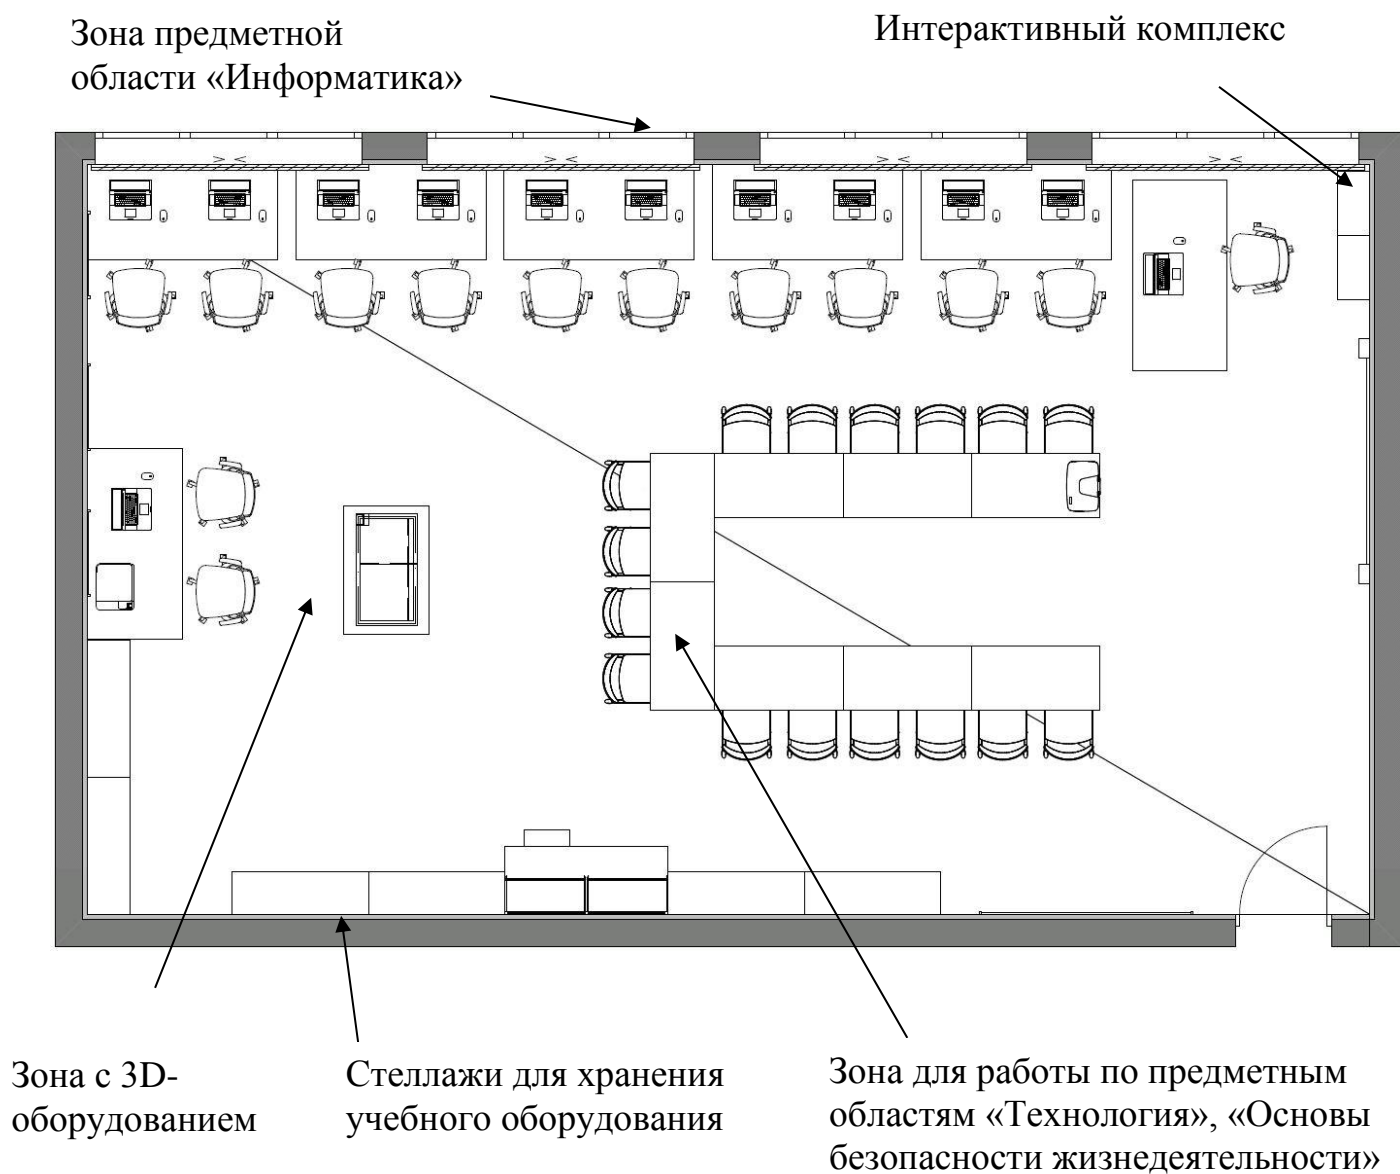 Зона предметной
области «Информатика»
Интерактивный комплекс
Зона с 3D-
оборудованием
Стеллажи для хранения
учебного оборудования
Зона для работы по предметным
областям «Технология», «Основы
безопасности жизнедеятельности»